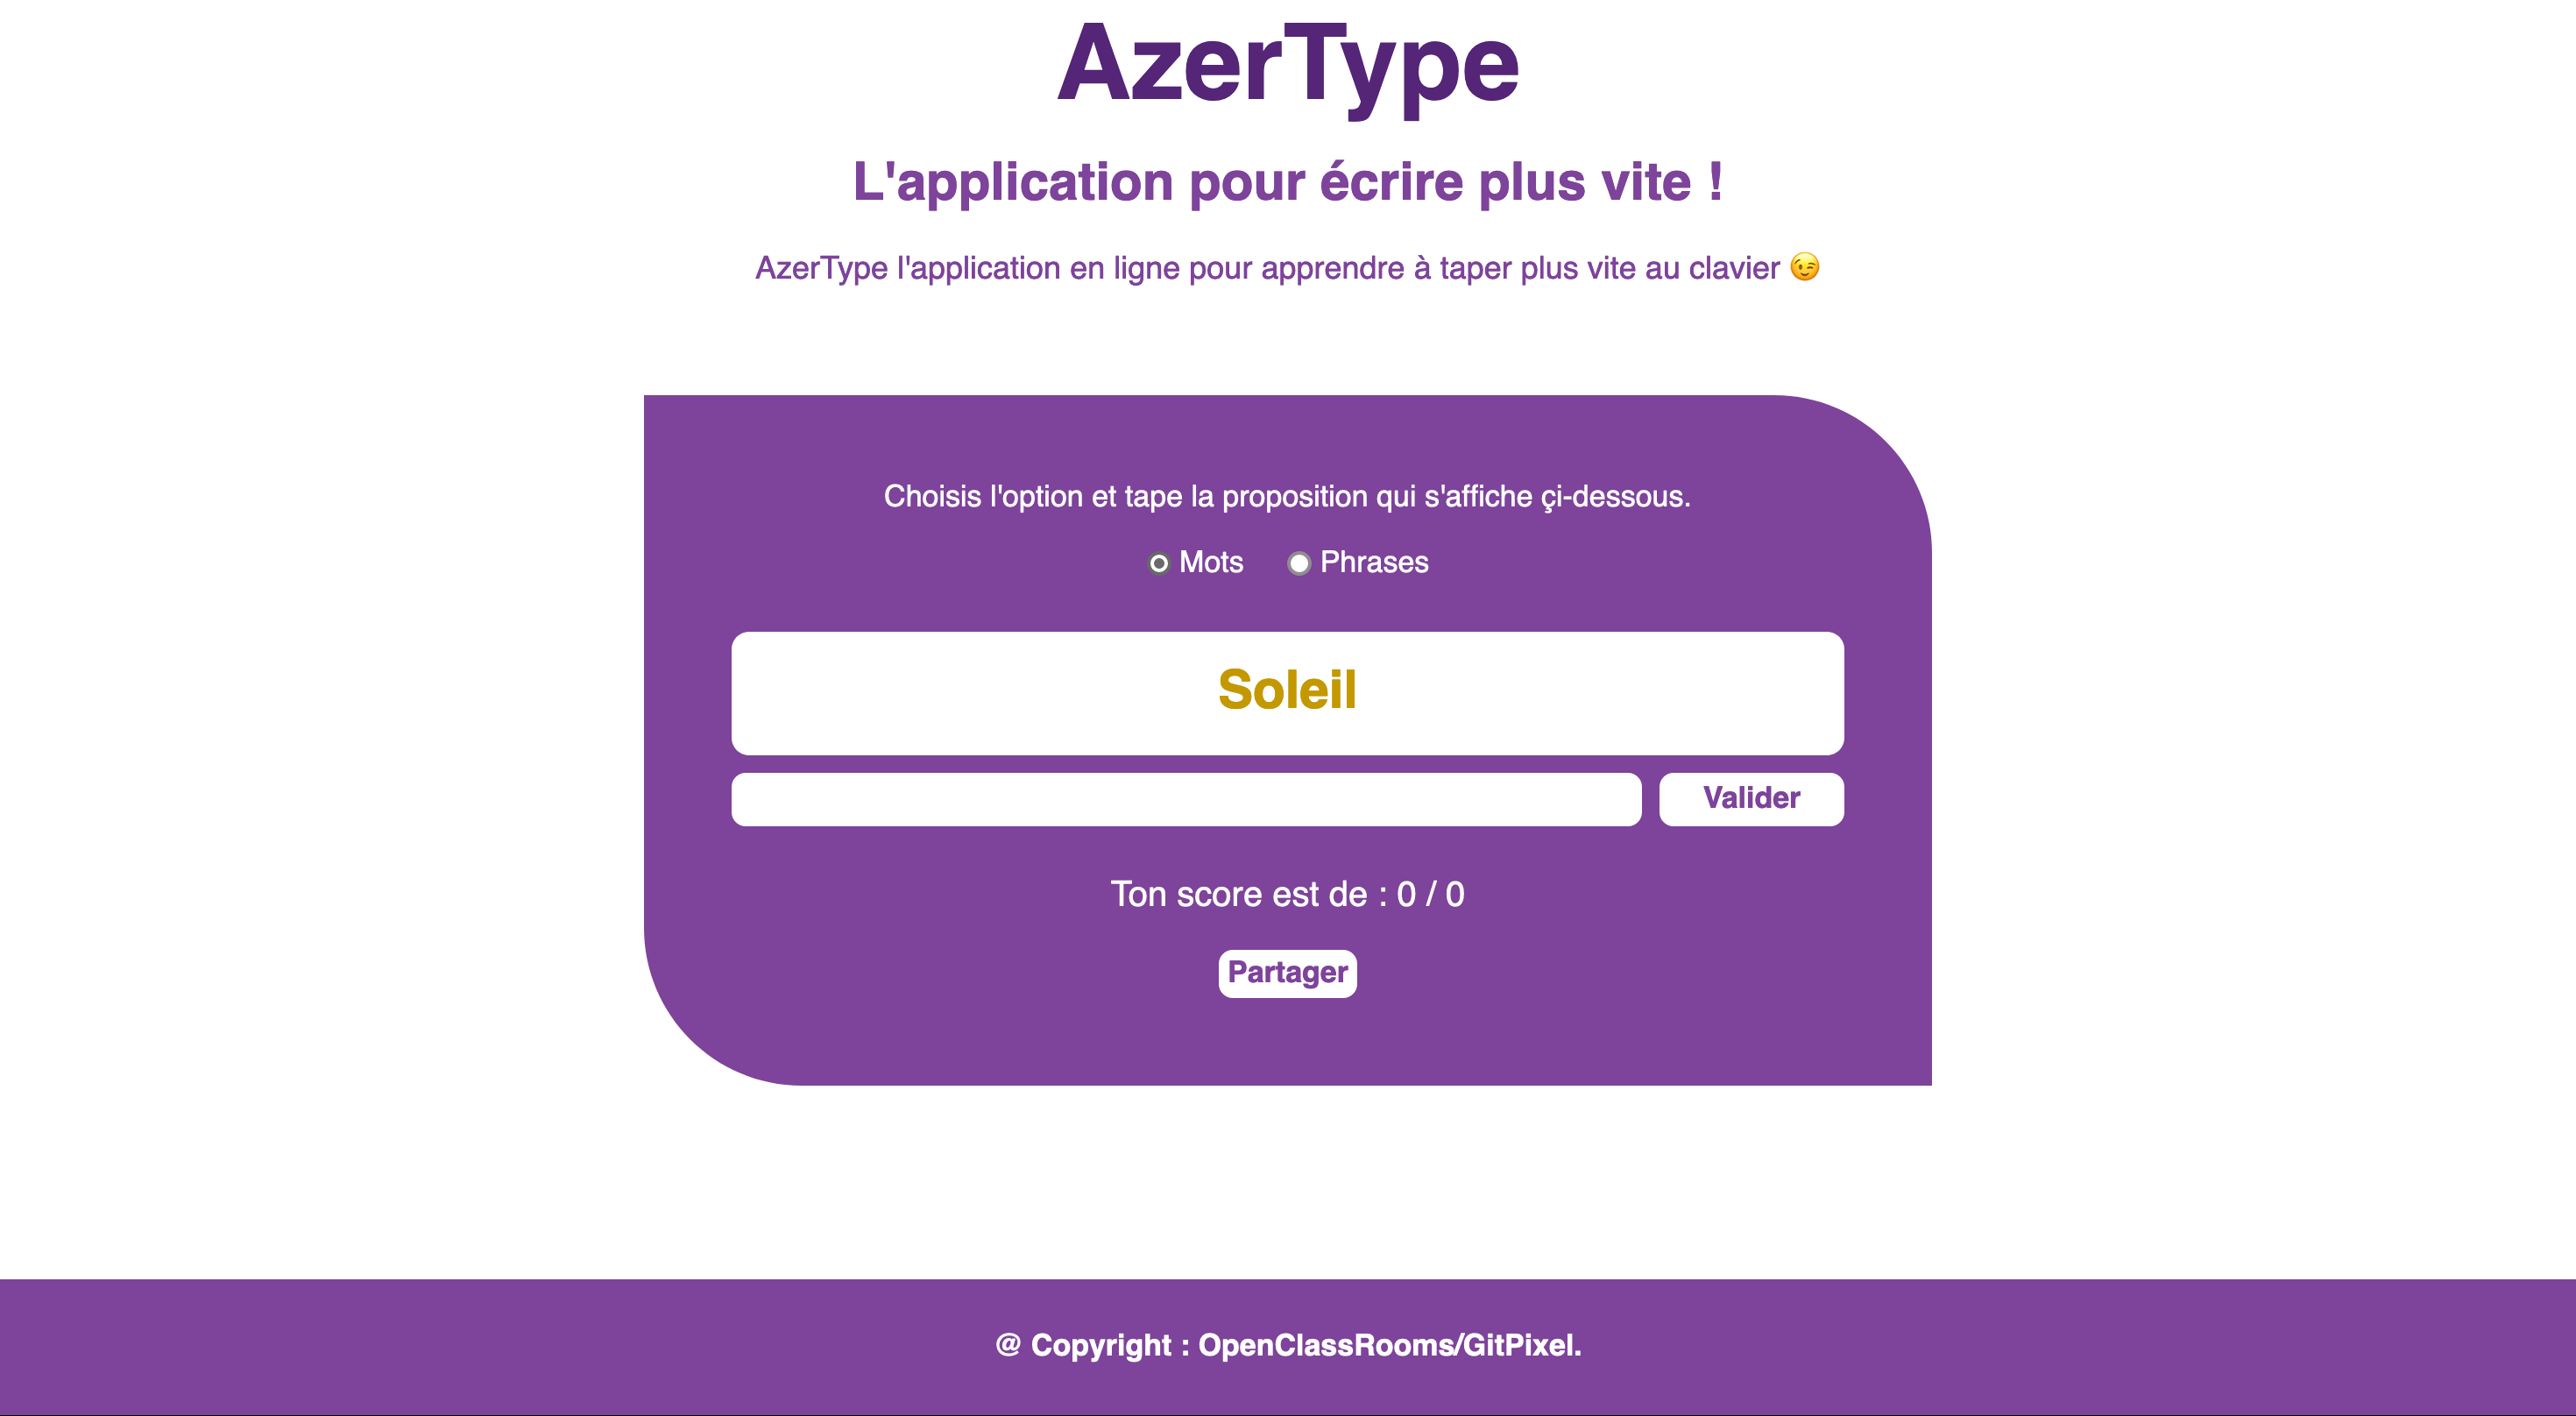 AzerType
L'application pour écrire plus vite !
AzerType l'application en ligne pour apprendre à taper plus vite au clavier 😉
Choisis l'option et tape la proposition qui s'affiche çi-dessous.
Mots Phrases
Soleil
Valider
Ton score est de : 0 / 0
Partager
@ Copyright : OpenClassRooms/GitPixel.